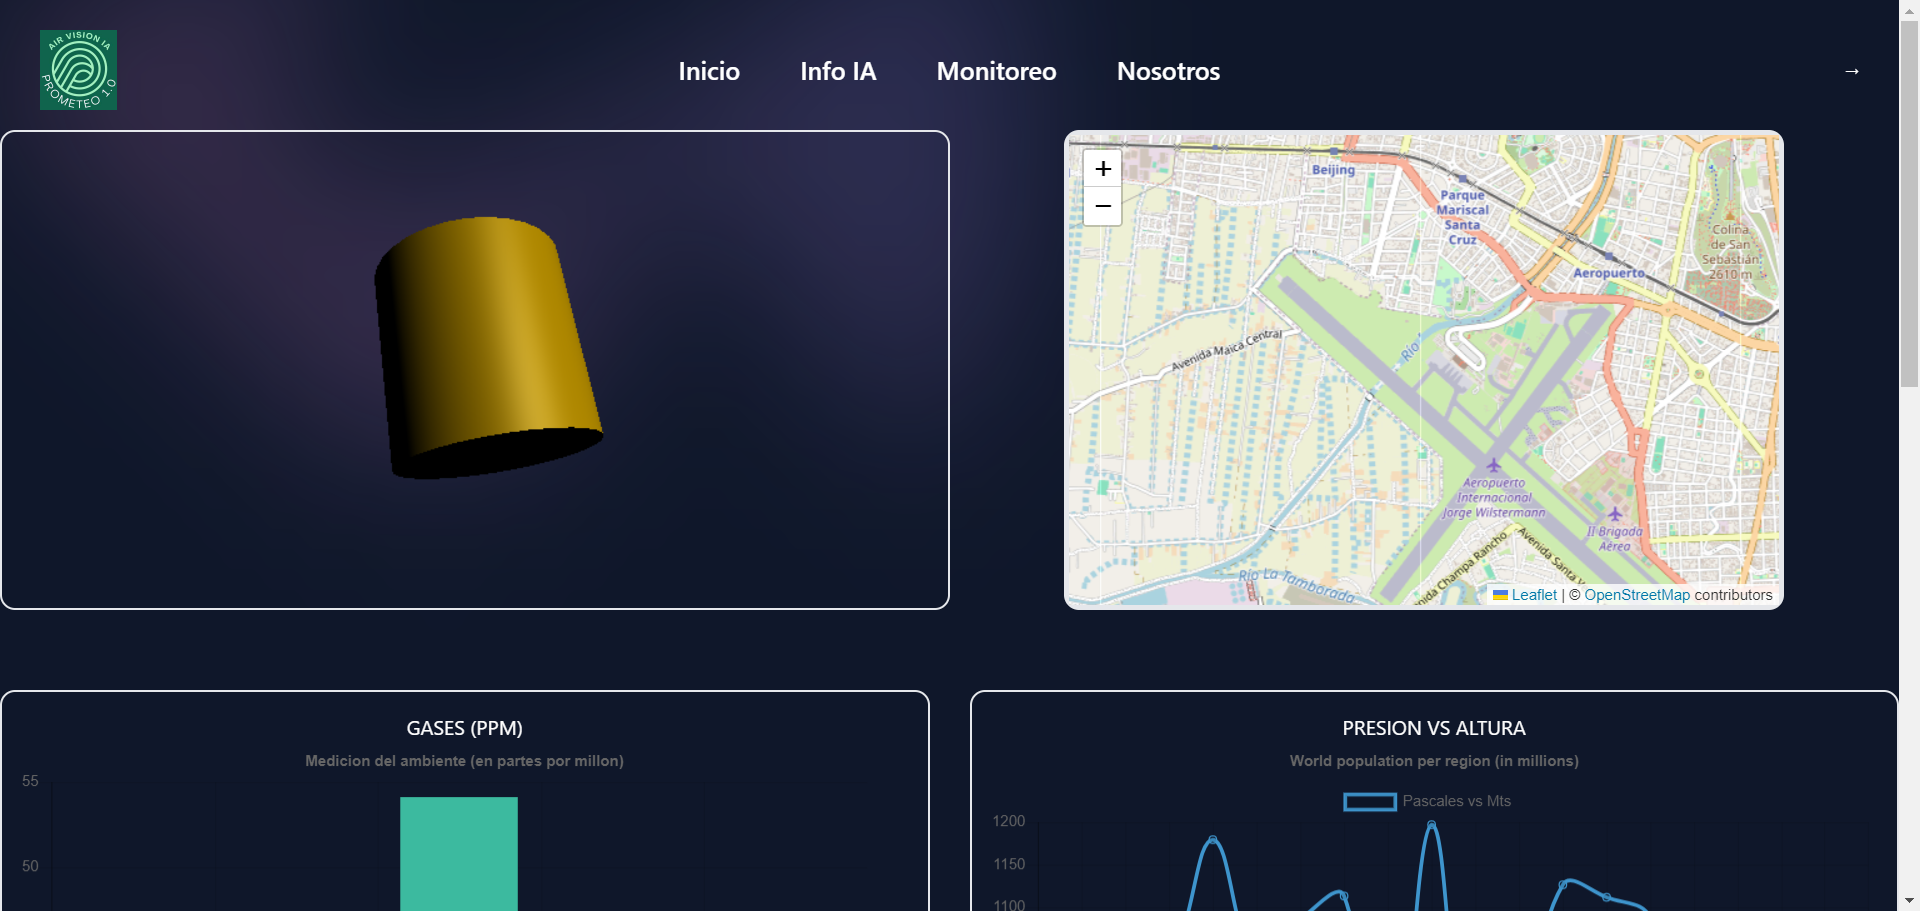 AIR VISION IA
PROMETEO 1.0
Inicio
Info IA
Monitoreo
Nosotros
→
+
−
Beijing
Parque
Mariscal
Santa
Cruz
Colina
de San
Sebastián
2610 m
Aeropuerto
Avenida Maica Central
Río
Aeropuerto
Internacional
Jorge Wilstermann
II Brigada
Aérea
Avenida Champa Rancho
Avenida Santa V
Río La Tamborada
Leaflet | © OpenStreetMap contributors
GASES (PPM)
Medicion del ambiente (en partes por millon)
55
50
PRESION VS ALTURA
World population per region (in millions)
Pascales vs Mts
1200
1150
1100